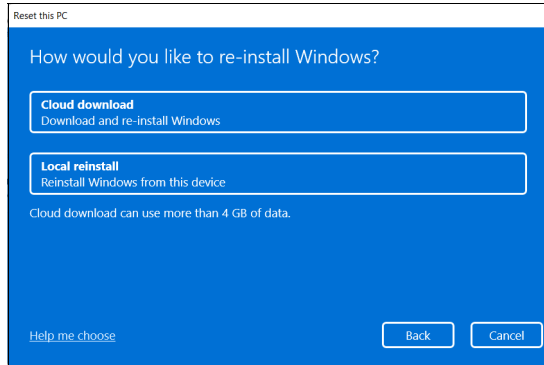 Reset this PC
How would you like to re-install Windows?
Cloud download
Download and re-install Windows
Local reinstall
Reinstall Windows from this device
Cloud download can use more than 4 GB of data.
Help me choose
Back
Cancel